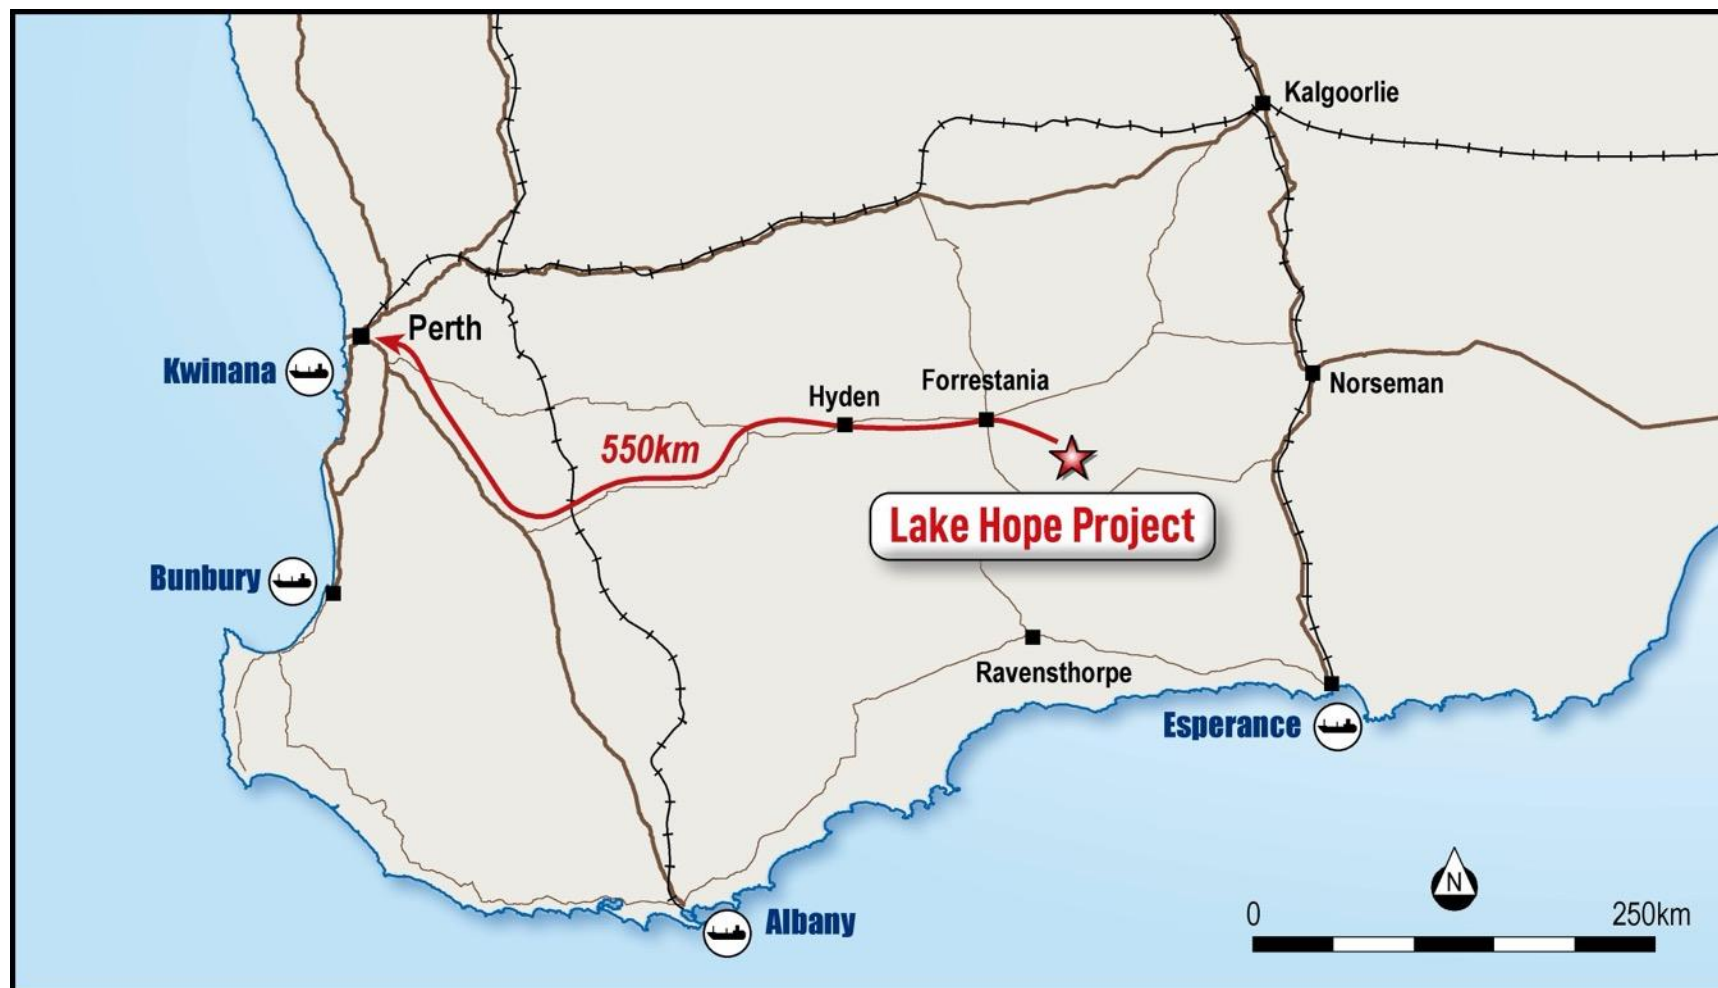 Kalgoorlie
Perth
Kwinana
Forrestania
Hyden
Norseman
550km
Lake Hope Project
Bunbury
Ravensthorpe
Esperance
Albany
N
0
250km